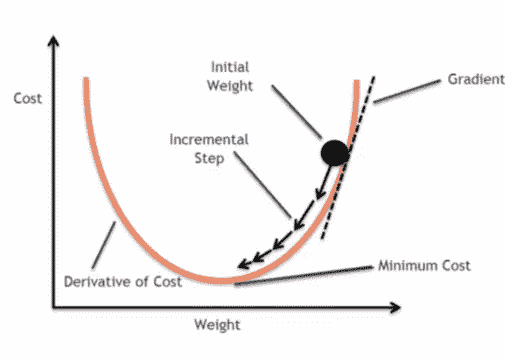 Initial
Weight
Gradient
Cost
Incremental
Step
Minimum Cost
Derivative of Cost
Weight